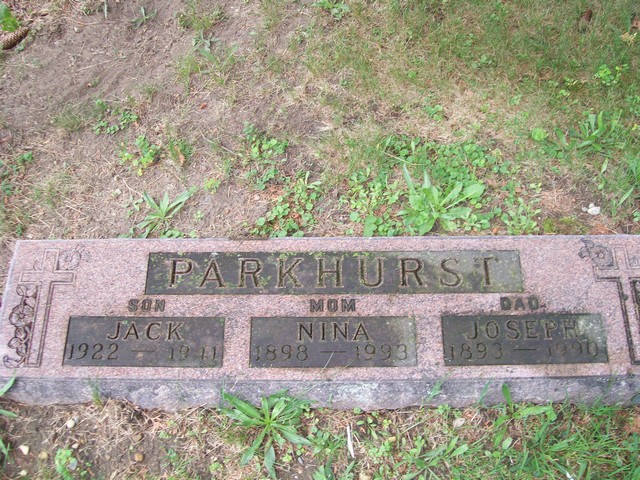 PARKHURST
SON MOM DAD
JACK NINA JOSEPH
1922 — 1941 1898 — 1993 1893 — 1990